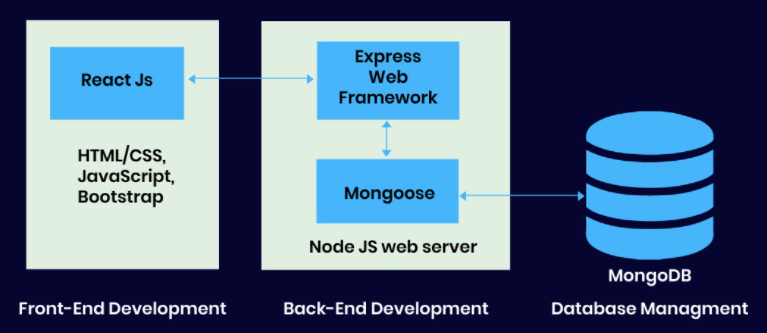 React Js
HTML/CSS,
JavaScript,
Bootstrap
Front-End Development
Express
Web
Framework
Mongoose
Node JS web server
Back-End Development
MongoDB
Database Managment